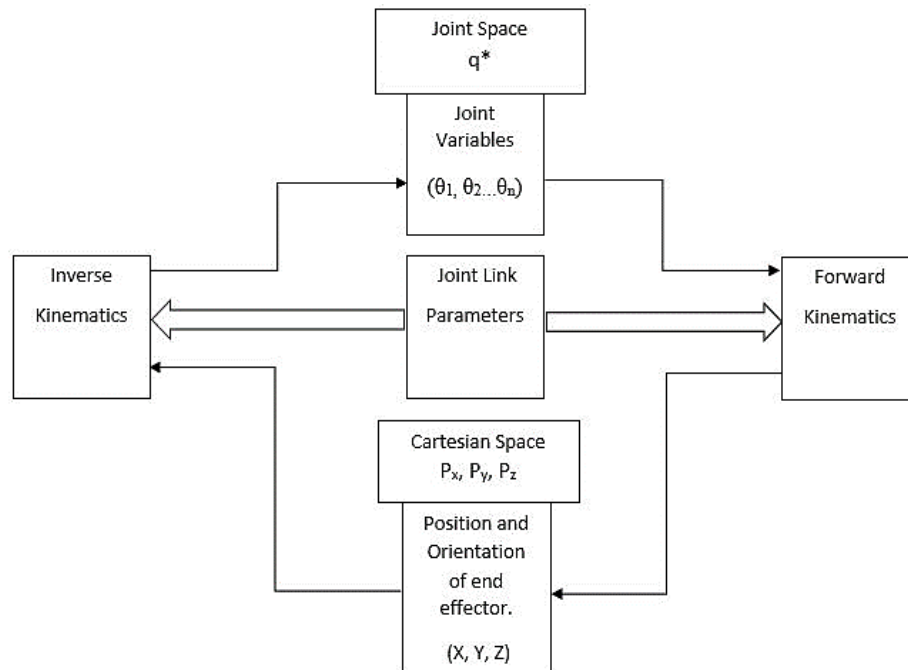 Joint Space
q*
Joint
Variables
(θ1, θ2...θn)
Inverse
Kinematics
Joint Link
Parameters
Forward
Kinematics
Cartesian Space
Px, Py, Pz
Position and
Orientation
of end
effector.
(X, Y, Z)